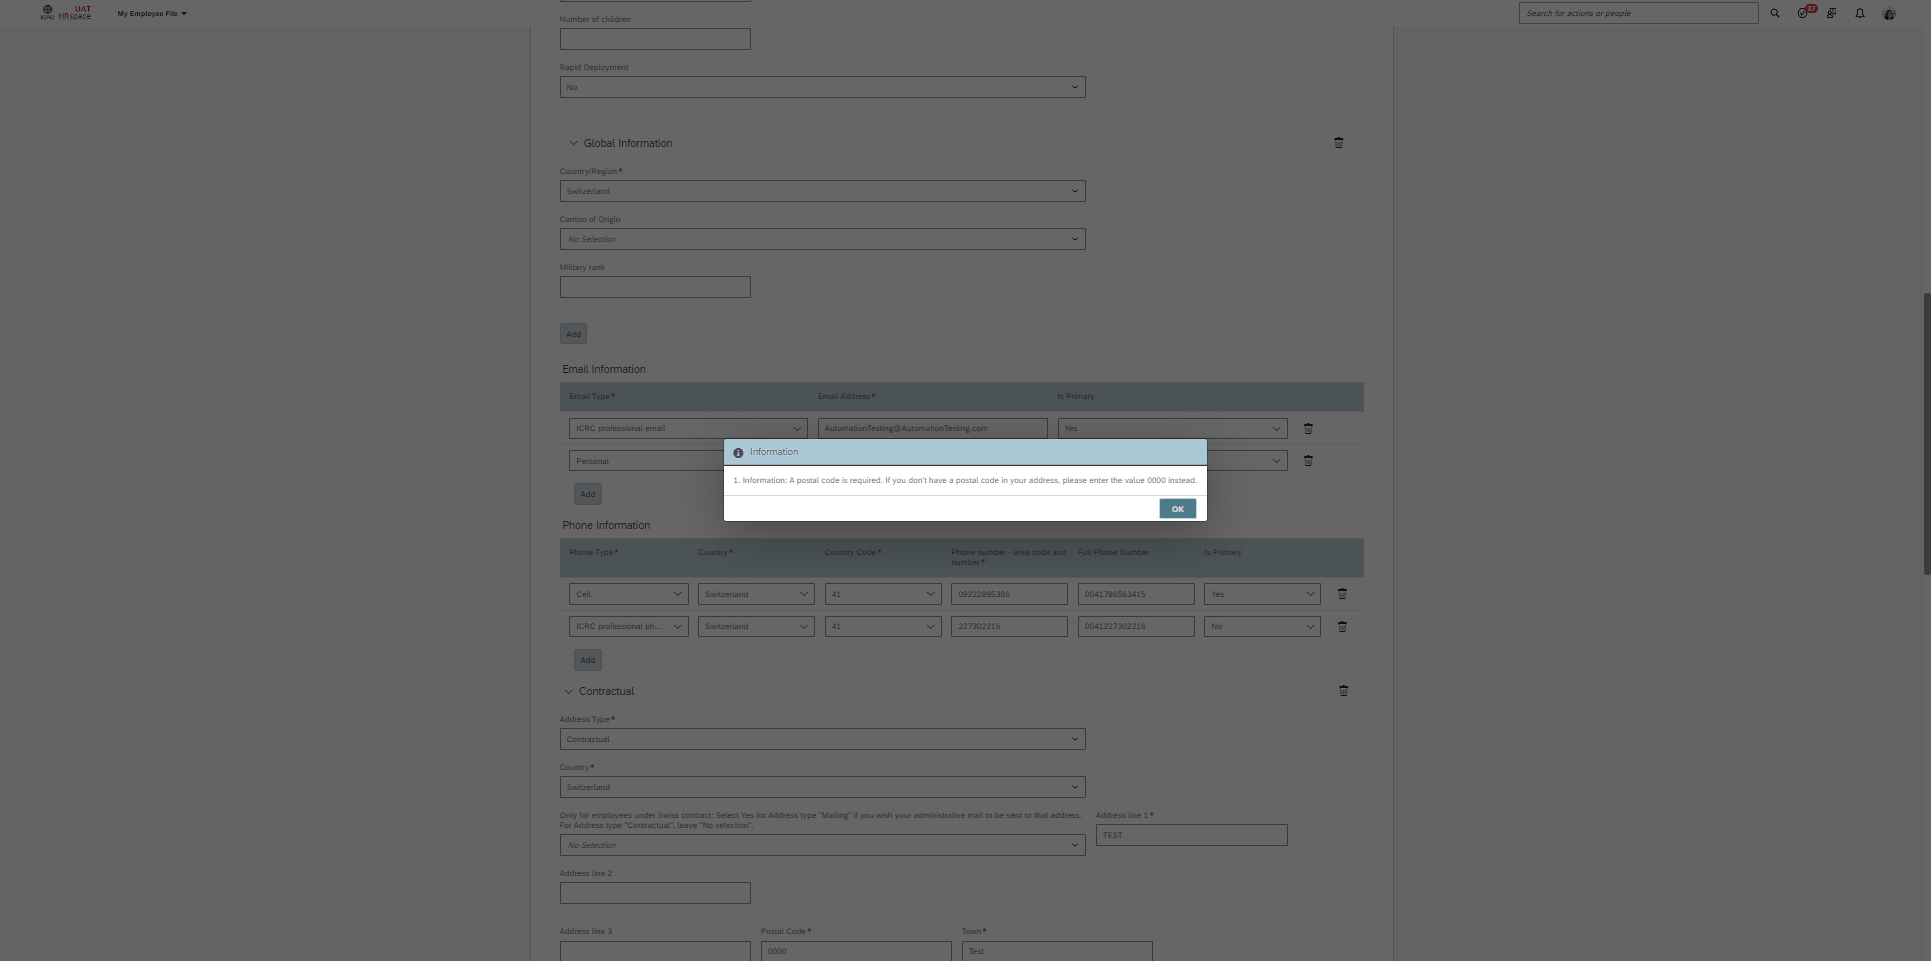 ICRC
UAT
HRspace
My Employee File
Search for actions or people
37
Number of children
Rapid Deployment
No
Global Information
Country/Region*
Switzerland
Canton of Origin
No Selection
Military rank
Add
Email Information
Email Type* Email Address* Is Primary
ICRC professional email AutomationTesting@AutomationTesting.com Yes
Personal
Information
1. Information: A postal code is required. If you don't have a postal code in your address, please enter the value 0000 instead.
OK
Add
Phone Information
Phone Type* Country* Country Code* Phone number - area code and number* Full Phone Number Is Primary
Cell Switzerland 41 09222895386 0041786563415 Yes
ICRC professional ph... Switzerland 41 227302216 0041227302216 No
Add
Contractual
Address Type*
Contractual
Country*
Switzerland
Only for employees under Swiss contract: Select Yes for Address type "Mailing" if you wish your administrative mail to be sent to that address.
For Address type "Contractual", leave "No selection".
No Selection
Address line 1*
TEST
Address line 2
Address line 3 Postal Code* Town*
0000 Test